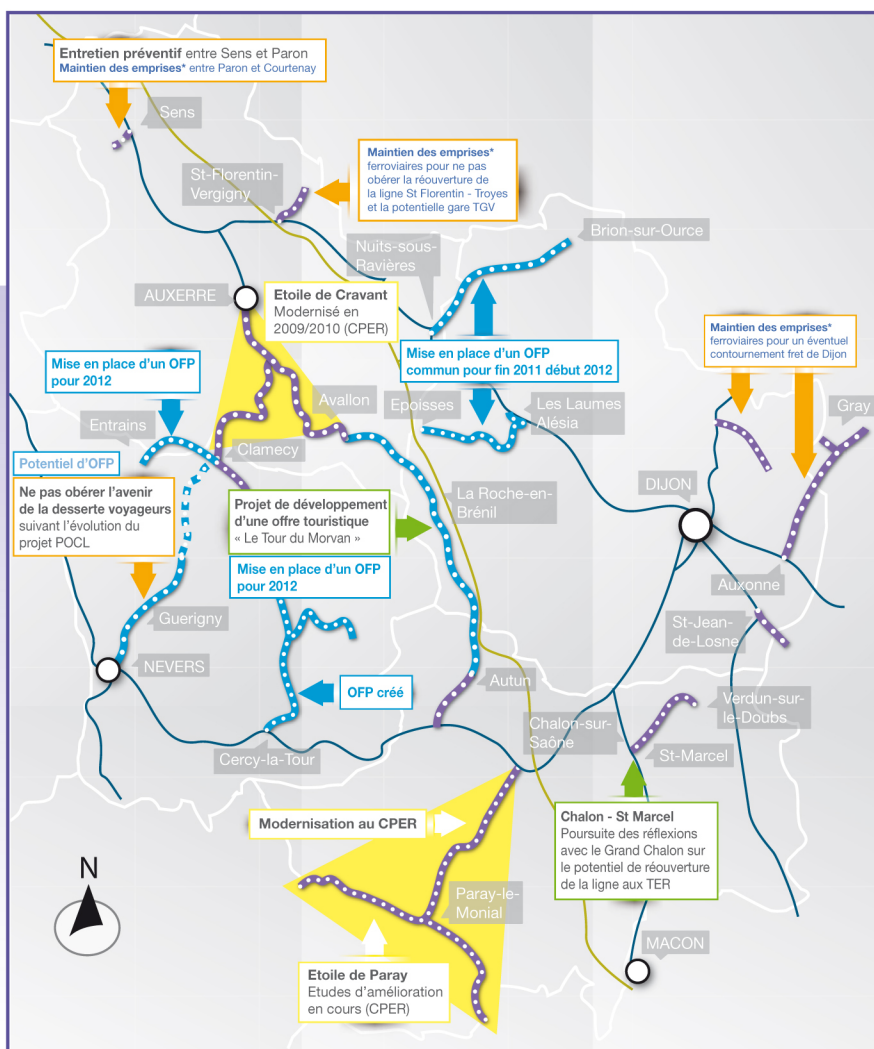 Entretien préventif entre Sens et Paron
Maintien des emprises* entre Paron et Courtenay
Sens
St-Florentin-
Vergigny
Maintien des emprises*
ferroviaires pour ne pas
obérer la réouverture de
la ligne St Florentin - Troyes
et la potentielle gare TGV
Nuits-sous-
Ravières
Brion-sur-Ource
AUXERRE
Etoile de Cravant
Modernisé en
2009/2010 (CPER)
Maintien des emprises*
ferroviaires pour un éventuel
contournement fret de Dijon
Mise en place d'un OFP
pour 2012
Mise en place d'un OFP
commun pour fin 2011 début 2012
Avallon
Epoisses
Les Laumes
Alésia
Gray
Entrains
Clamecy
Potentiel d'OFP
Ne pas obérer l'avenir
de la desserte voyageurs
suivant l'évolution du
projet POCL
La Roche-en-
Brénil
DIJON
Projet de développement
d'une offre touristique
« Le Tour du Morvan »
Mise en place d'un OFP
pour 2012
Auxonne
Guerigny
St-Jean-
de-Losne
NEVERS
OFP créé
Autun
Verdun-sur-
le-Doubs
Chalon-sur-
Saône
St-Marcel
Cercy-la-Tour
Modernisation au CPER
Chalon - St Marcel
Poursuite des réflexions
avec le Grand Chalon sur
le potentiel de réouverture
de la ligne aux TER
N
Paray-le-
Monial
MACON
Etoile de Paray
Etudes d'amélioration
en cours (CPER)